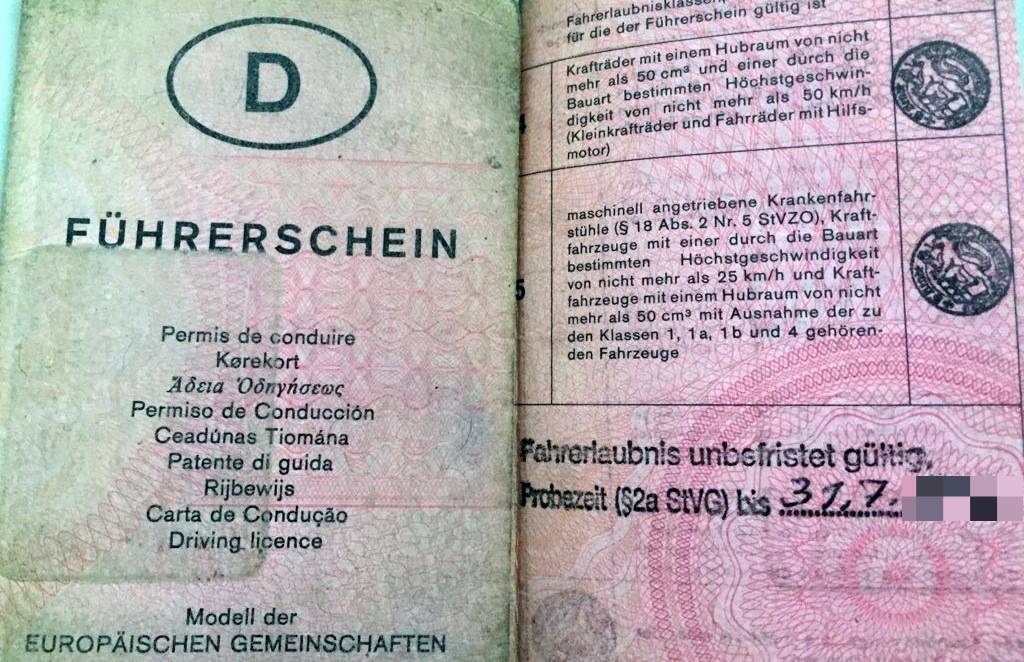 D
FÜHRERSCHEIN
Permis de conduire
Kørekort
Ἄδεια Ὁδηγήσεως
Permiso de Conducción
Ceadúnas Tiomána
Patente di guida
Rijbewijs
Carta de Condução
Driving licence
Modell der
EUROPÄISCHEN GEMEINSCHAFTEN
Fahrerlaubnisklassen,
für die der Führerschein gültig ist
Krafträder mit einem Hubraum von nicht
mehr als 50 cm³ und einer durch die
Bauart bestimmten Höchstgeschwin-
digkeit von nicht mehr als 50 km/h
(Kleinkrafträder und Fahrräder mit Hilfs-
motor)
5
maschinell angetriebene Krankenfahr-
stühle (§ 18 Abs. 2 Nr. 5 StVZO), Kraft-
fahrzeuge mit einer durch die Bauart
bestimmten Höchstgeschwindigkeit
von nicht mehr als 25 km/h und Kraft-
fahrzeuge mit einem Hubraum von nicht
mehr als 50 cm³ mit Ausnahme der zu
den Klassen 1, 1a, 1b und 4 gehören-
den Fahrzeuge
Fahrerlaubnis unbefristet gültig,
Probezeit (§2a StVG) bis 31.7.